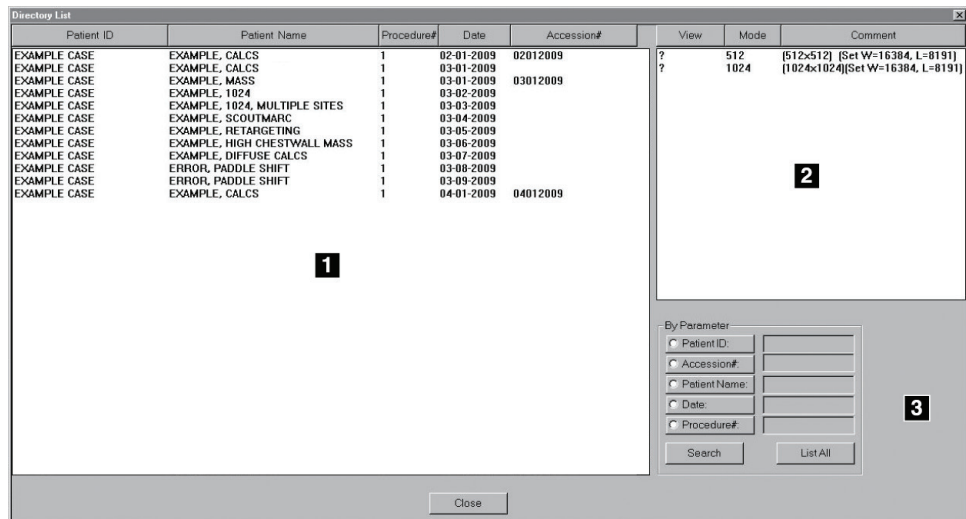 Directory List
Patient ID Patient Name Procedure# Date Accession#
EXAMPLE CASE EXAMPLE, CALCS 1 02-01-2009 02012009
EXAMPLE CASE EXAMPLE, CALCS 1 03-01-2009
EXAMPLE CASE EXAMPLE, MASS 1 03-01-2009 03012009
EXAMPLE CASE EXAMPLE, 1024 1 03-02-2009
EXAMPLE CASE EXAMPLE, 1024, MULTIPLE SITES 1 03-03-2009
EXAMPLE CASE EXAMPLE, SCOUTMARC 1 03-04-2009
EXAMPLE CASE EXAMPLE, RETARGETING 1 03-05-2009
EXAMPLE CASE EXAMPLE, HIGH CHESTWALL MASS 1 03-06-2009
EXAMPLE CASE EXAMPLE, DIFFUSE CALCS 1 03-07-2009
EXAMPLE CASE ERROR, PADDLE SHIFT 1 03-08-2009
EXAMPLE CASE ERROR, PADDLE SHIFT 1 03-09-2009
EXAMPLE CASE EXAMPLE, CALCS 1 04-01-2009 04012009
1
View Mode Comment
? 512 (512x512) (Set W=16384, L=8191)
? 1024 (1024x1024)(Set W=16384, L=8191)
2
By Parameter
Patient ID:
Accession#:
Patient Name:
Date:
Procedure#:
Search List All
3
Close